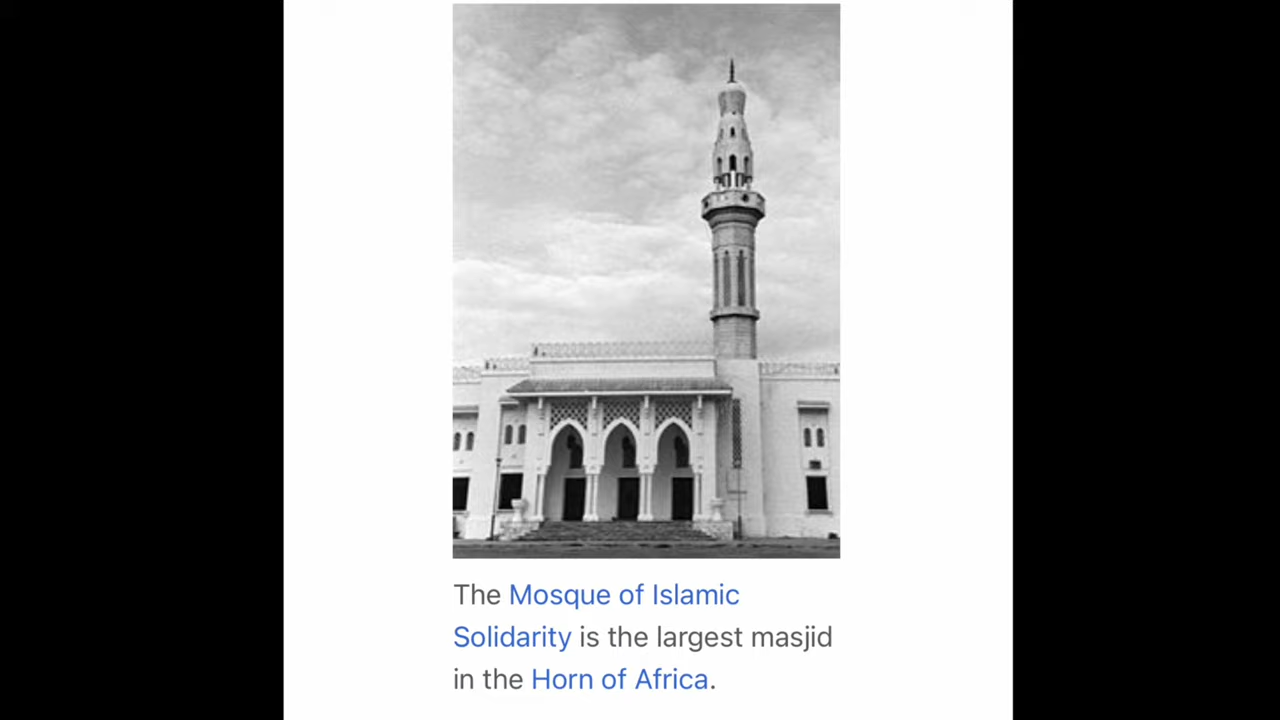 The Mosque of Islamic
Solidarity is the largest masjid
in the Horn of Africa.